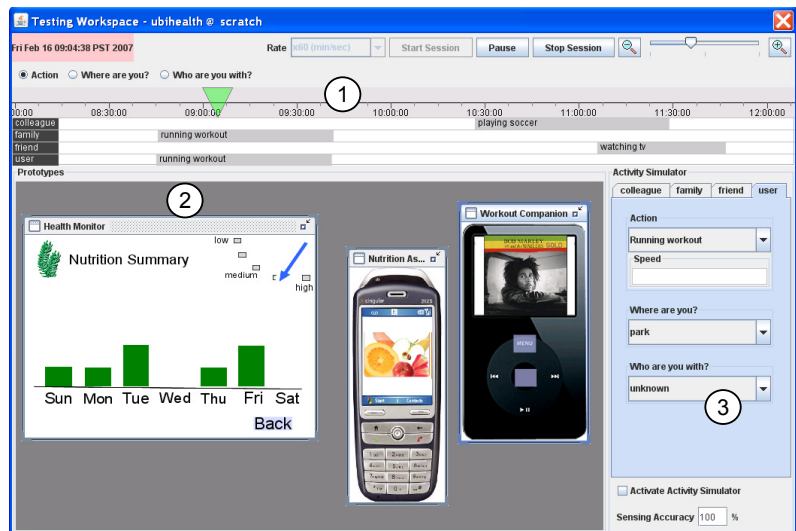 Testing Workspace - ubihealth @ scratch
Fri Feb 16 09:04:38 PST 2007
Rate x60 (min/sec) Start Session Pause Stop Session
Action Where are you? Who are you with?
1
00:00 08:30:00 09:00:00 09:30:00 10:00:00 10:30:00 11:00:00 11:30:00 12:00:00
colleague playing soccer
family running workout
friend watching tv
user running workout
Prototypes
2
Health Monitor
Nutrition Summary
low
medium
high
Sun Mon Tue Wed Thu Fri Sat
Back
Nutrition As...
cingular 2125
Start Contacts
Workout Companion
BOB MARLEY
GOLD
MENU
Activity Simulator
colleague family friend user
Action
Running workout
Speed
Where are you?
park
Who are you with?
unknown
3
Activate Activity Simulator
Sensing Accuracy 100 %